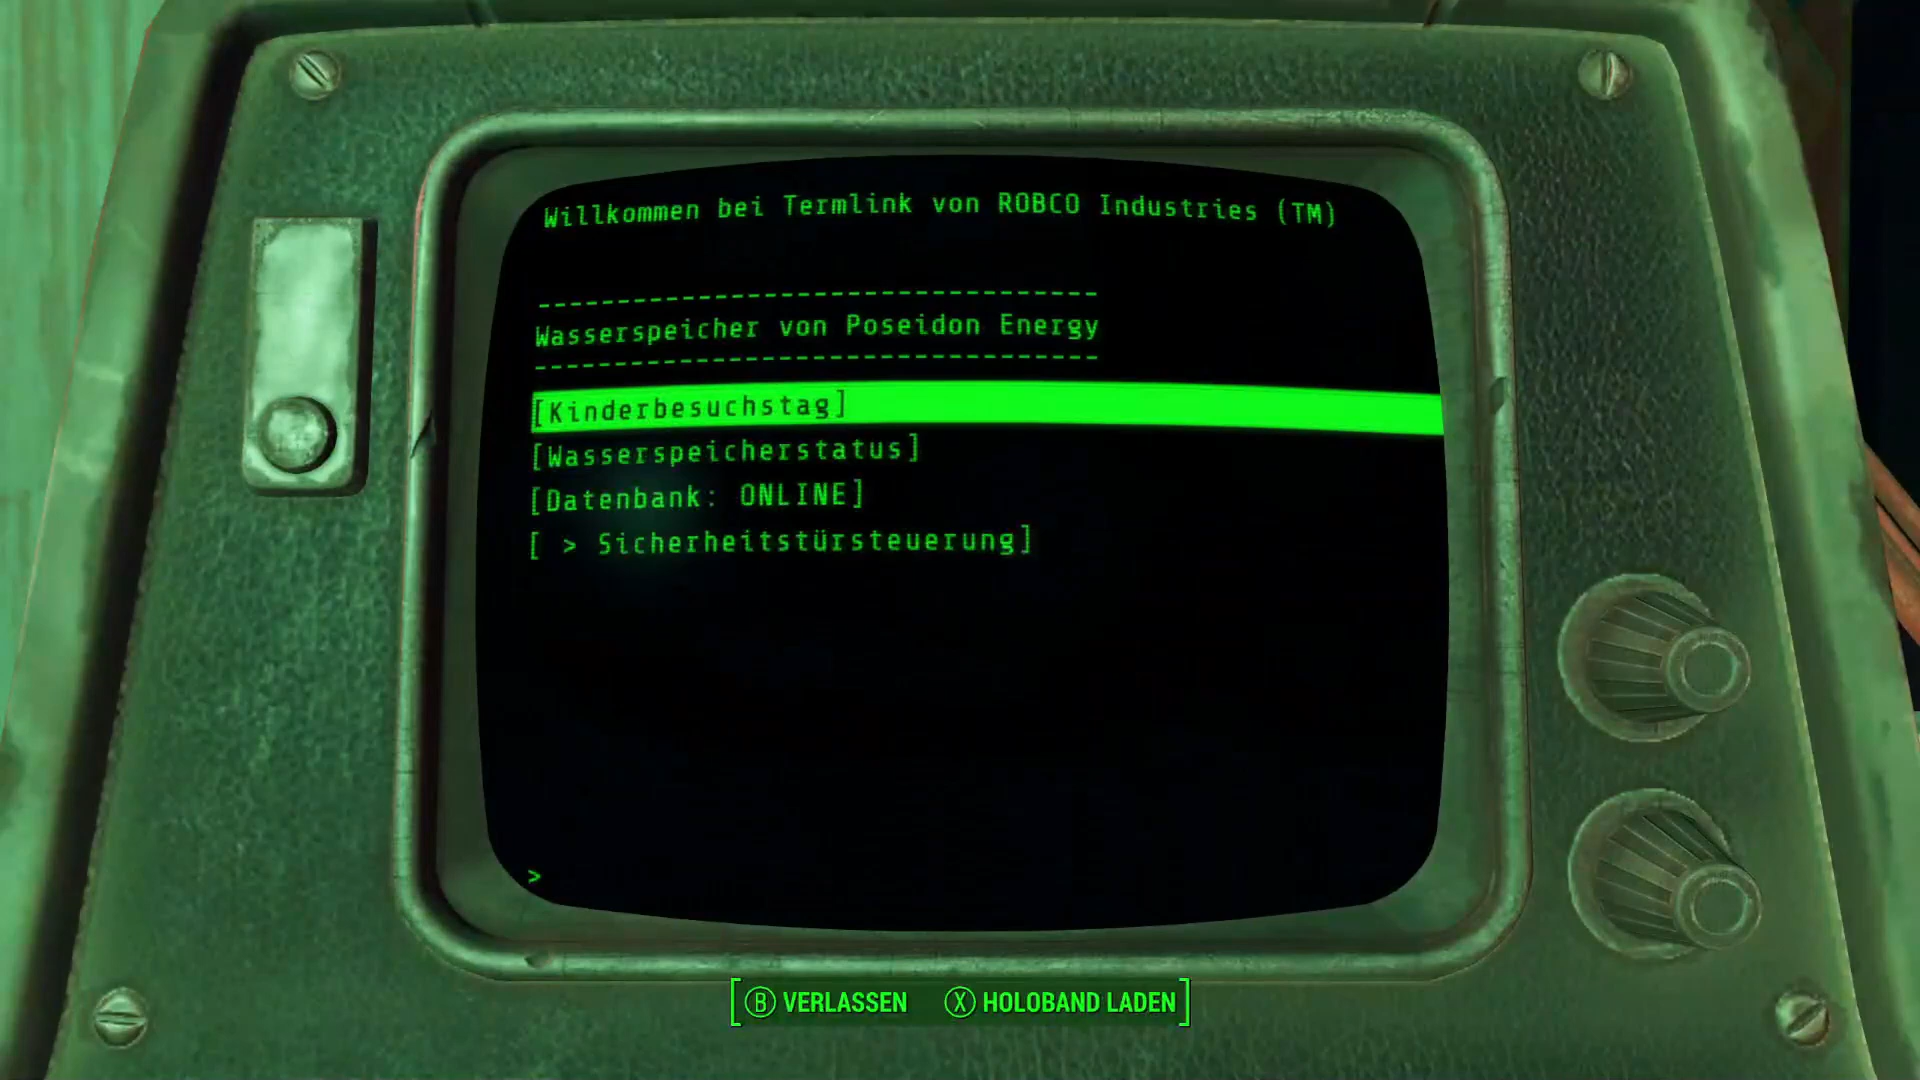 Willkommen bei Termlink von ROBCO Industries (TM)
-----------------------------------
Wasserspeicher von Poseidon Energy
-----------------------------------
[Kinderbesuchstag]
[Wasserspeicherstatus]
[Datenbank: ONLINE]
[ > Sicherheitstürsteuerung]
>
[Ⓑ VERLASSEN Ⓧ HOLOBAND LADEN]